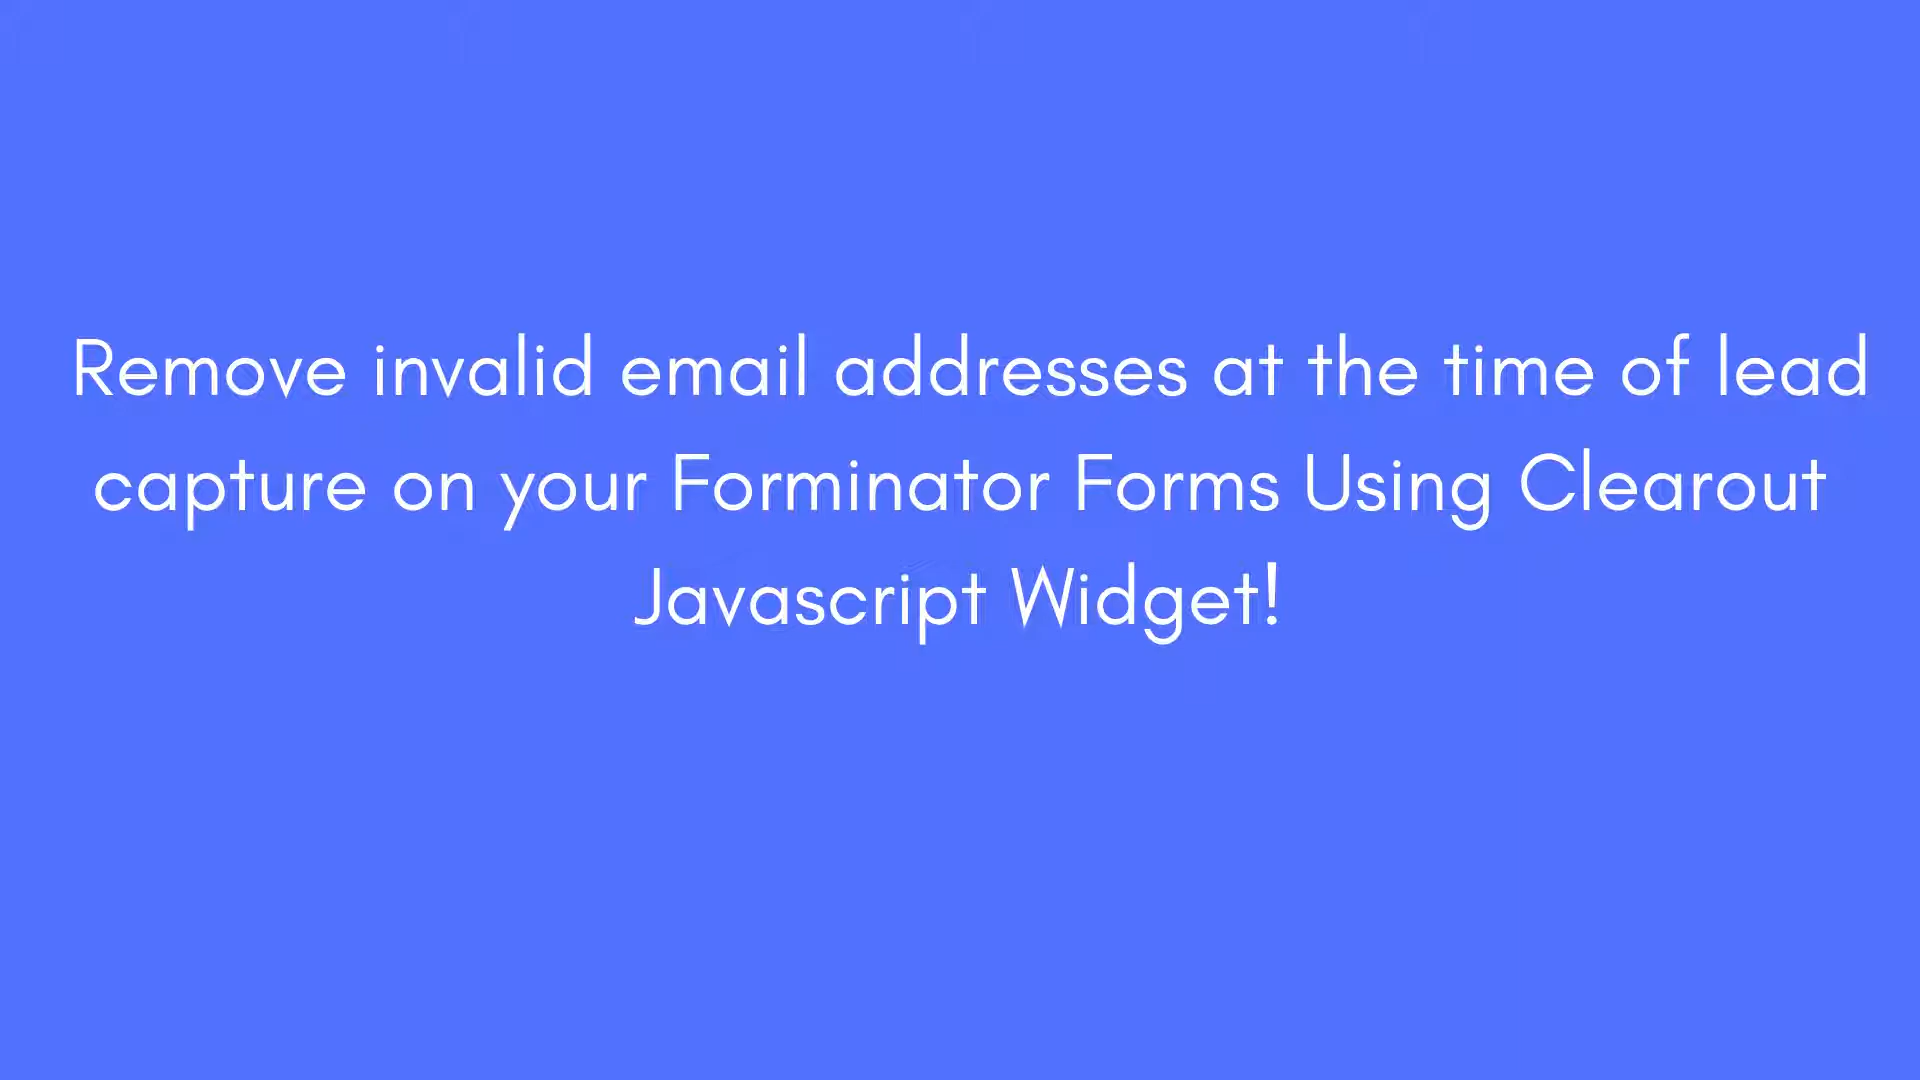 Remove invalid email addresses at the time of lead
capture on your Forminator Forms Using Clearout
Javascript Widget!